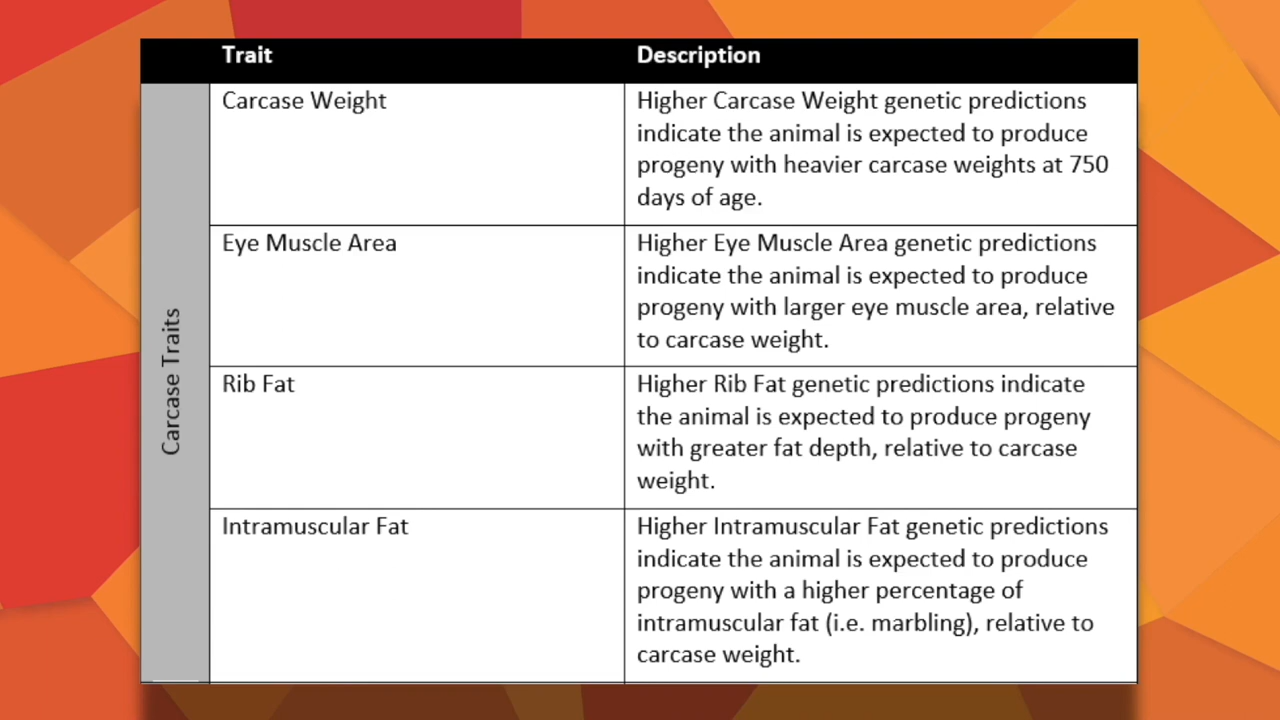 Trait
Description
Carcase Traits
Carcase Weight
Higher Carcase Weight genetic predictions
indicate the animal is expected to produce
progeny with heavier carcase weights at 750
days of age.
Eye Muscle Area
Higher Eye Muscle Area genetic predictions
indicate the animal is expected to produce
progeny with larger eye muscle area, relative
to carcase weight.
Rib Fat
Higher Rib Fat genetic predictions indicate
the animal is expected to produce progeny
with greater fat depth, relative to carcase
weight.
Intramuscular Fat
Higher Intramuscular Fat genetic predictions
indicate the animal is expected to produce
progeny with a higher percentage of
intramuscular fat (i.e. marbling), relative to
carcase weight.